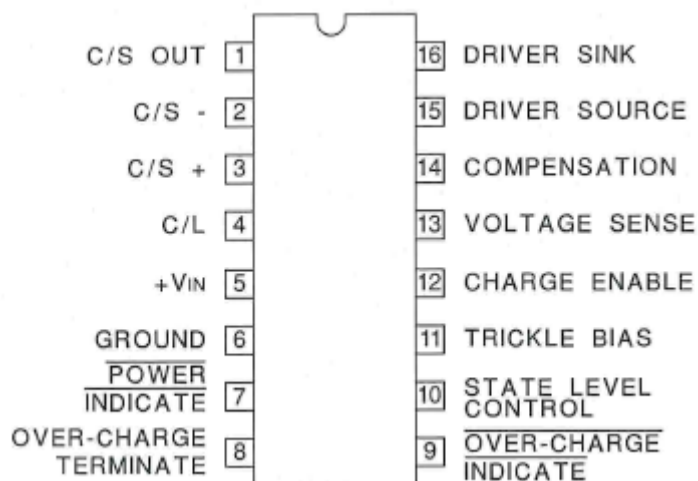 C/S OUT 1
16 DRIVER SINK
C/S - 2
15 DRIVER SOURCE
C/S + 3
14 COMPENSATION
C/L 4
13 VOLTAGE SENSE
+VIN 5
12 CHARGE ENABLE
GROUND 6
11 TRICKLE BIAS
POWER
INDICATE 7
10 STATE LEVEL
CONTROL
OVER-CHARGE
TERMINATE 8
9 OVER-CHARGE
INDICATE